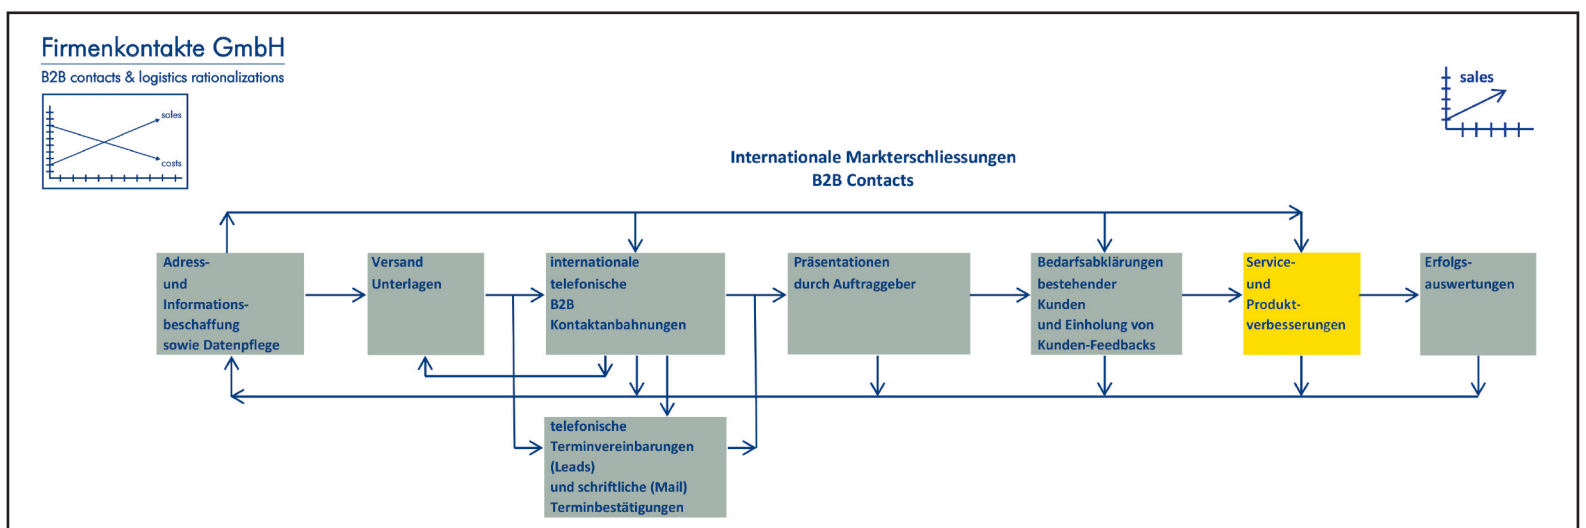 Firmenkontakte GmbH
B2B contacts & logistics rationalizations
sales
costs
sales
Internationale Markterschliessungen
B2B Contacts
Adress-
und
Informations-
beschaffung
sowie Datenpflege
Versand
Unterlagen
internationale
telefonische
B2B
Kontaktanbahnungen
Präsentationen
durch Auftraggeber
Bedarfsabklärungen
bestehender
Kunden
und Einholung von
Kunden-Feedbacks
Service-
und
Produkt-
verbesserungen
Erfolgs-
auswertungen
telefonische
Terminvereinbarungen
(Leads)
und schriftliche (Mail)
Terminbestätigungen